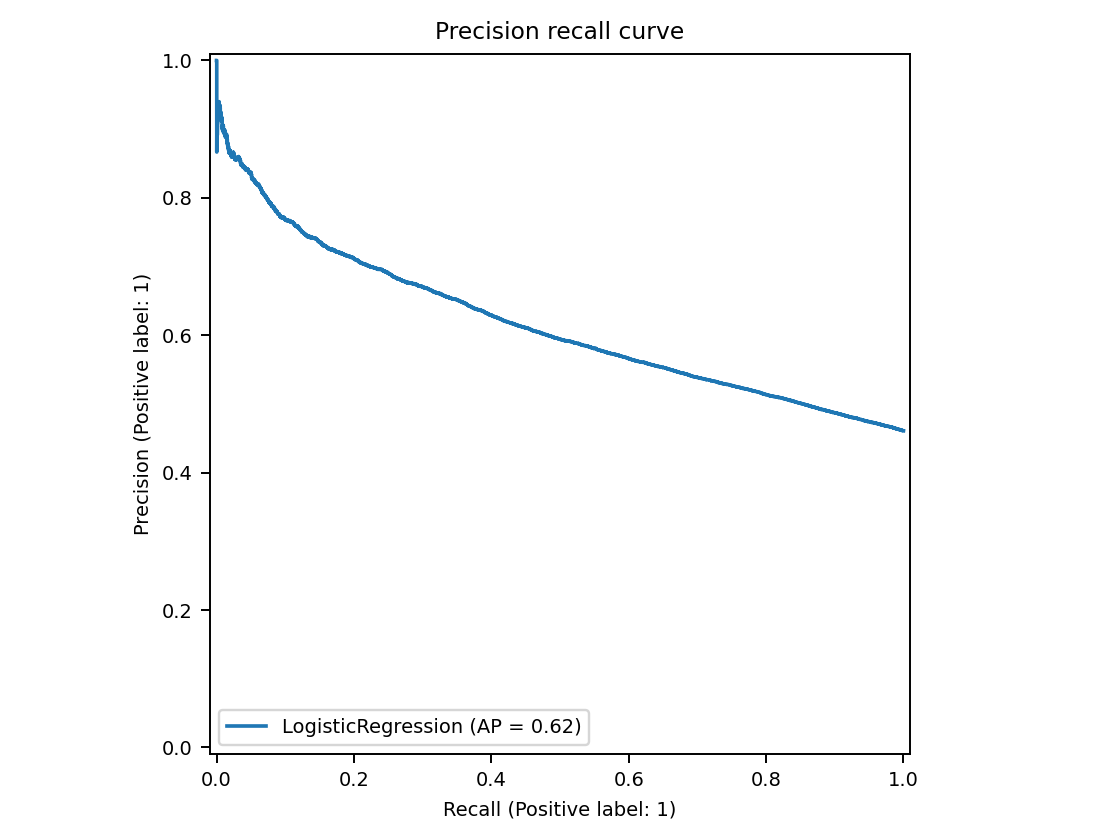 Precision recall curve
1.0
0.8
0.6
0.4
0.2
0.0
Precision (Positive label: 1)
LogisticRegression (AP = 0.62)
0.0 0.2 0.4 0.6 0.8 1.0
Recall (Positive label: 1)